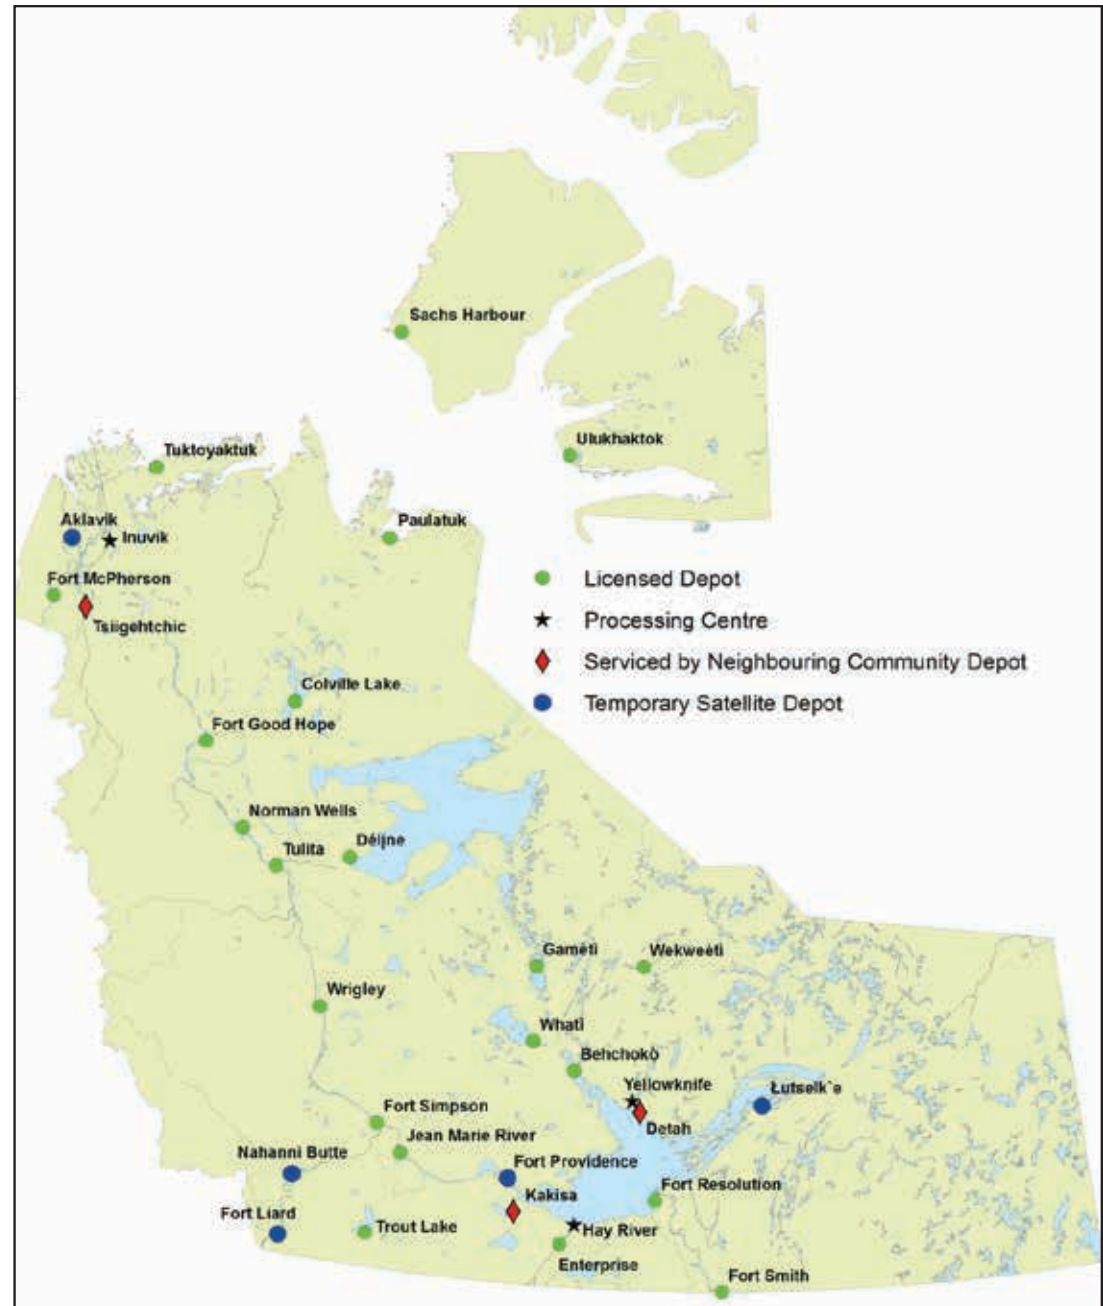 Sachs Harbour
Ulukhaktok
Tuktoyaktuk
Aklavik
Inuvik
Paulatuk
Fort McPherson
Tsiigehtchic
Licensed Depot
Processing Centre
Serviced by Neighbouring Community Depot
Temporary Satellite Depot
Colville Lake
Fort Good Hope
Norman Wells
Tulita
Délįne
Gamètì
Wekweètì
Wrigley
Whatì
Behchokò
Yellowknife
Łutselk`e
Detah
Fort Simpson
Jean Marie River
Nahanni Butte
Fort Providence
Kakisa
Fort Resolution
Fort Liard
Trout Lake
Hay River
Enterprise
Fort Smith